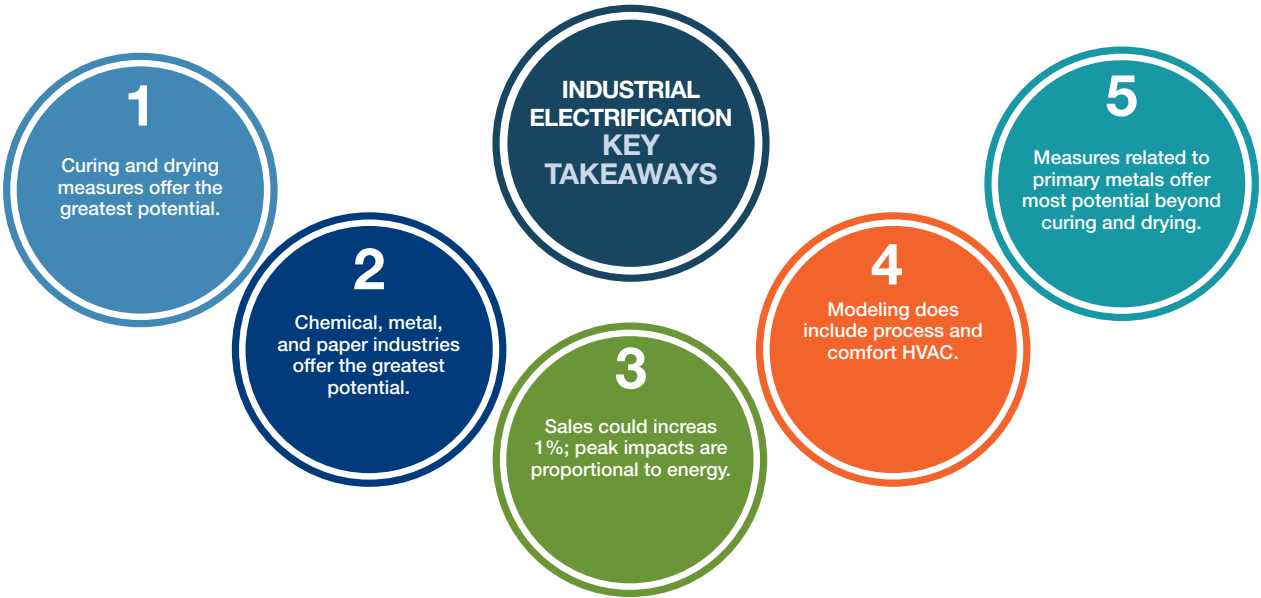 INDUSTRIAL
ELECTRIFICATION
KEY
TAKEAWAYS
1
Curing and drying
measures offer the
greatest potential.
2
Chemical, metal,
and paper industries
offer the greatest
potential.
3
Sales could increas
1%; peak impacts are
proportional to energy.
4
Modeling does
include process and
comfort HVAC.
5
Measures related to
primary metals offer
most potential beyond
curing and drying.